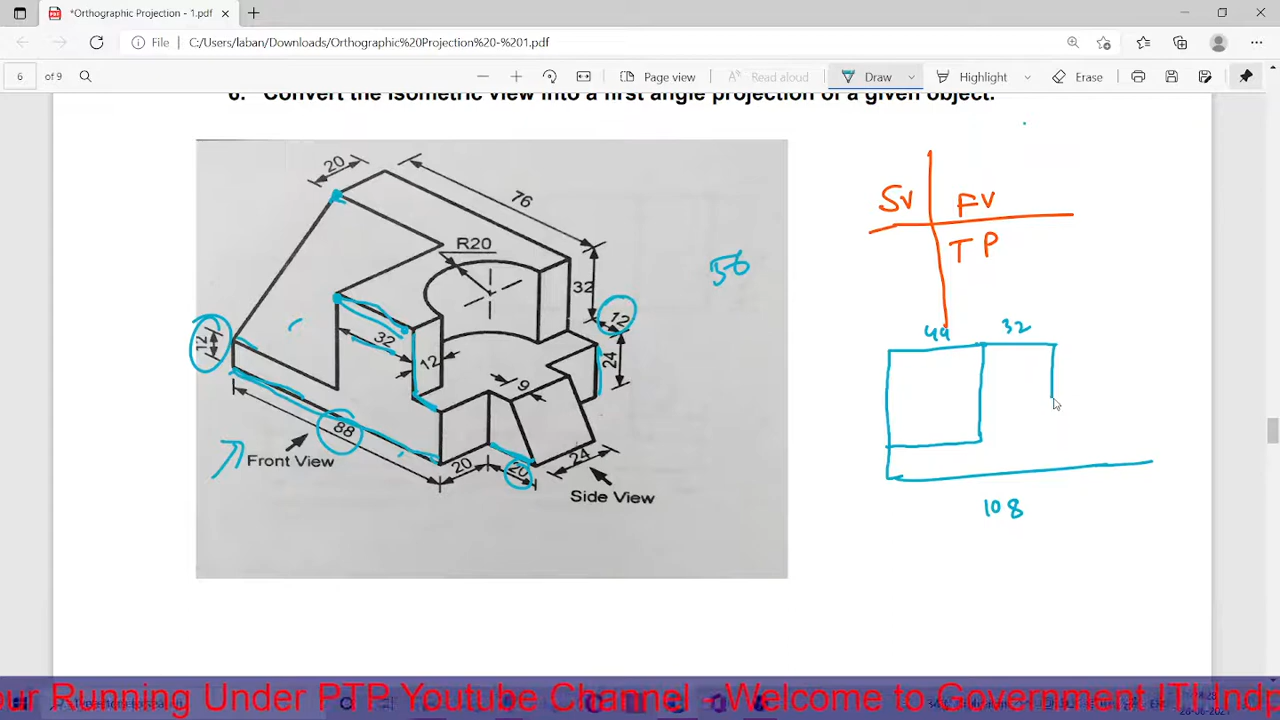 *Orthographic Projection - 1.pdf
File
C:/Users/laban/Downloads/Orthographic%20Projection%20-%201.pdf
6
of 9
Page view
Read aloud
Draw
Highlight
Erase
6. Convert the isometric view into a first angle projection of a given object.
20
76
R20
32
12
32
12
12
24
9
88
Front View
20
20
24
Side View
56
SV
FV
TP
44
32
108
our Running Under PTP Youtube Channel - Welcome to Government ITI Indp